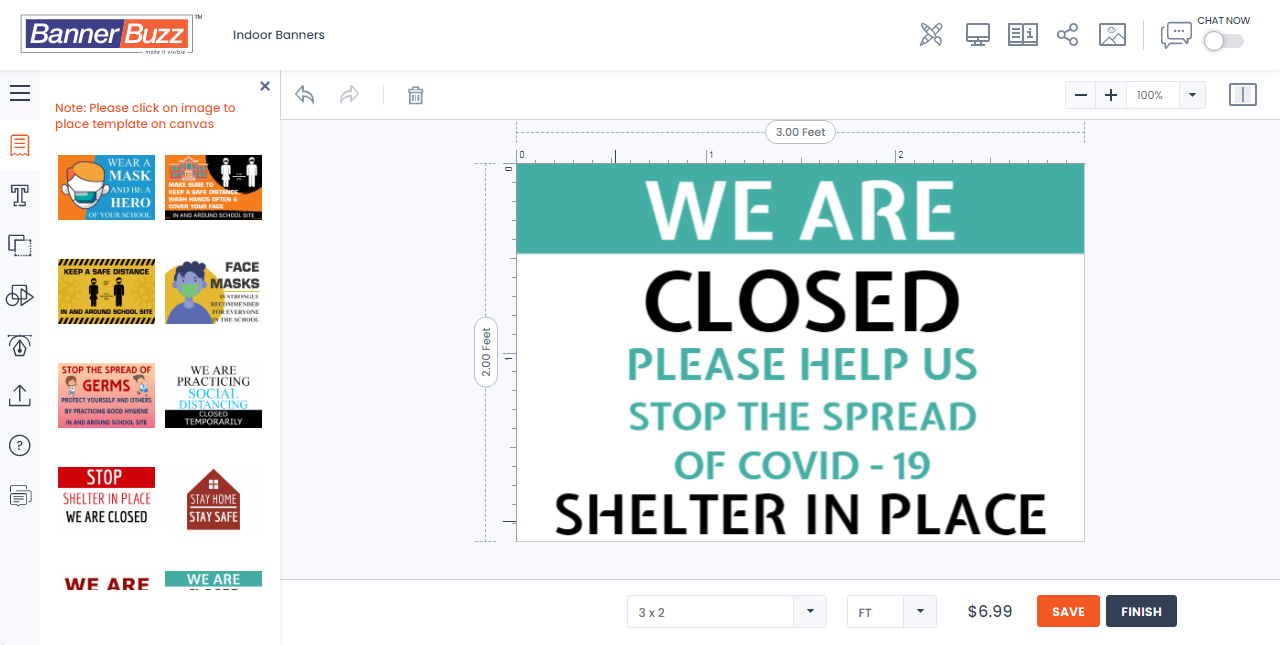 BannerBuzz
TM
make it visible
Indoor Banners
CHAT NOW
Note: Please click on image to
place template on canvas
100%
WEAR A
MASK
AND BE A
HERO
OF YOUR SCHOOL
MAKE SURE TO
KEEP A SAFE DISTANCE,
WASH HANDS OFTEN &
COVER YOUR FACE
IN AND AROUND SCHOOL SITE
KEEP A SAFE DISTANCE
IN AND AROUND SCHOOL SITE
FACE
MASKS
IS STRONGLY
RECOMMENDED
FOR EVERYONE
IN THE SCHOOL
STOP THE SPREAD OF
GERMS
PROTECT YOURSELF AND OTHERS
BY PRACTICING GOOD HYGIENE
IN AND AROUND SCHOOL SITE
WE ARE
PRACTICING
SOCIAL
DISTANCING
CLOSED
TEMPORARILY
STOP
SHELTER IN PLACE
WE ARE CLOSED
STAY HOME
STAY SAFE
WE ARE
WE ARE
3.00 Feet
0 1 2
0
1
2.00 Feet
WE ARE
CLOSED
PLEASE HELP US
STOP THE SPREAD
OF COVID - 19
SHELTER IN PLACE
3 x 2
FT
$6.99
SAVE
FINISH